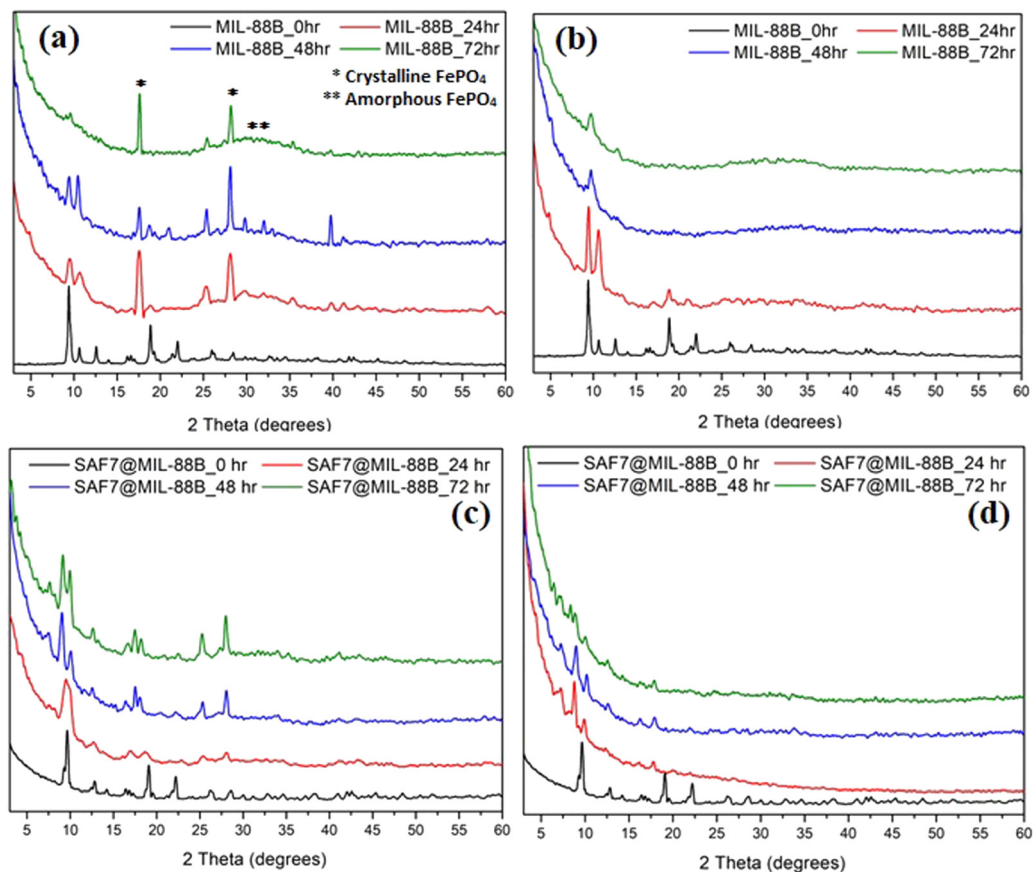 (a)
MIL-88B_0hr MIL-88B_24hr
MIL-88B_48hr MIL-88B_72hr
* Crystalline FePO4
** Amorphous FePO4
* * **
5 10 15 20 25 30 35 40 45 50 55 60
2 Theta (degrees)
(b)
MIL-88B_0hr MIL-88B_24hr
MIL-88B_48hr MIL-88B_72hr
5 10 15 20 25 30 35 40 45 50 55 60
2 Theta (degrees)
SAF7@MIL-88B_0 hr SAF7@MIL-88B_24 hr
SAF7@MIL-88B_48 hr SAF7@MIL-88B_72 hr
(c)
5 10 15 20 25 30 35 40 45 50 55 60
2 Theta (degrees)
SAF7@MIL-88B_0 hr SAF7@MIL-88B_24 hr
SAF7@MIL-88B_48 hr SAF7@MIL-88B_72 hr
(d)
5 10 15 20 25 30 35 40 45 50 55 60
2 Theta (degrees)